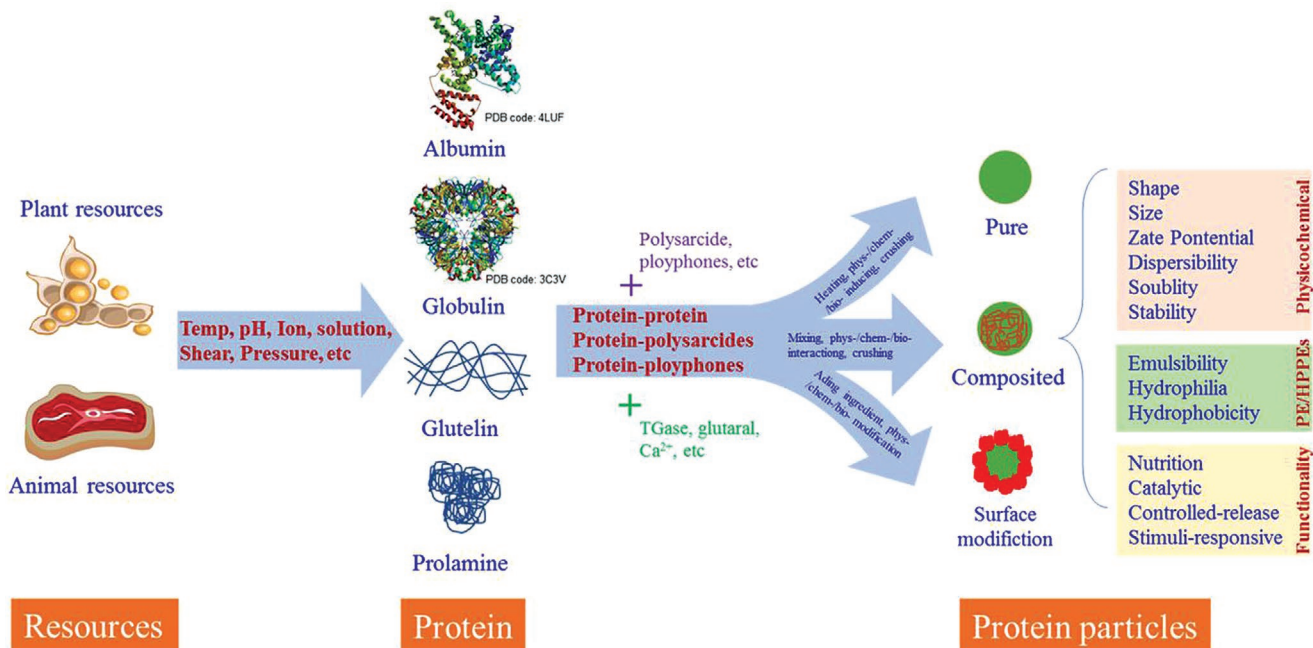 Plant resources
Animal resources
Resources
Temp, pH, Ion, solution,
Shear, Pressure, etc
PDB code: 4LUF
Albumin
PDB code: 3C3V
Globulin
Glutelin
Prolamine
Protein
Polysarcide,
ployphones, etc
+
Protein-protein
Protein-polysarcides
Protein-ployphones
+
TGase, glutaral,
Ca²⁺, etc
Heating, phys-/chem-
/bio- inducing, crushing
Mixing, phys-/chem-/bio-
interactiong, crushing
Ading ingredient, phys-
/chem-/bio- modification
Pure
Composited
Surface
modifiction
Protein particles
Shape
Size
Zate Pontential
Dispersibility
Soublity
Stability
Physicochemical
Emulsibility
Hydrophilia
Hydrophobicity
PE/HPPEs
Nutrition
Catalytic
Controlled-release
Stimuli-responsive
Functionality